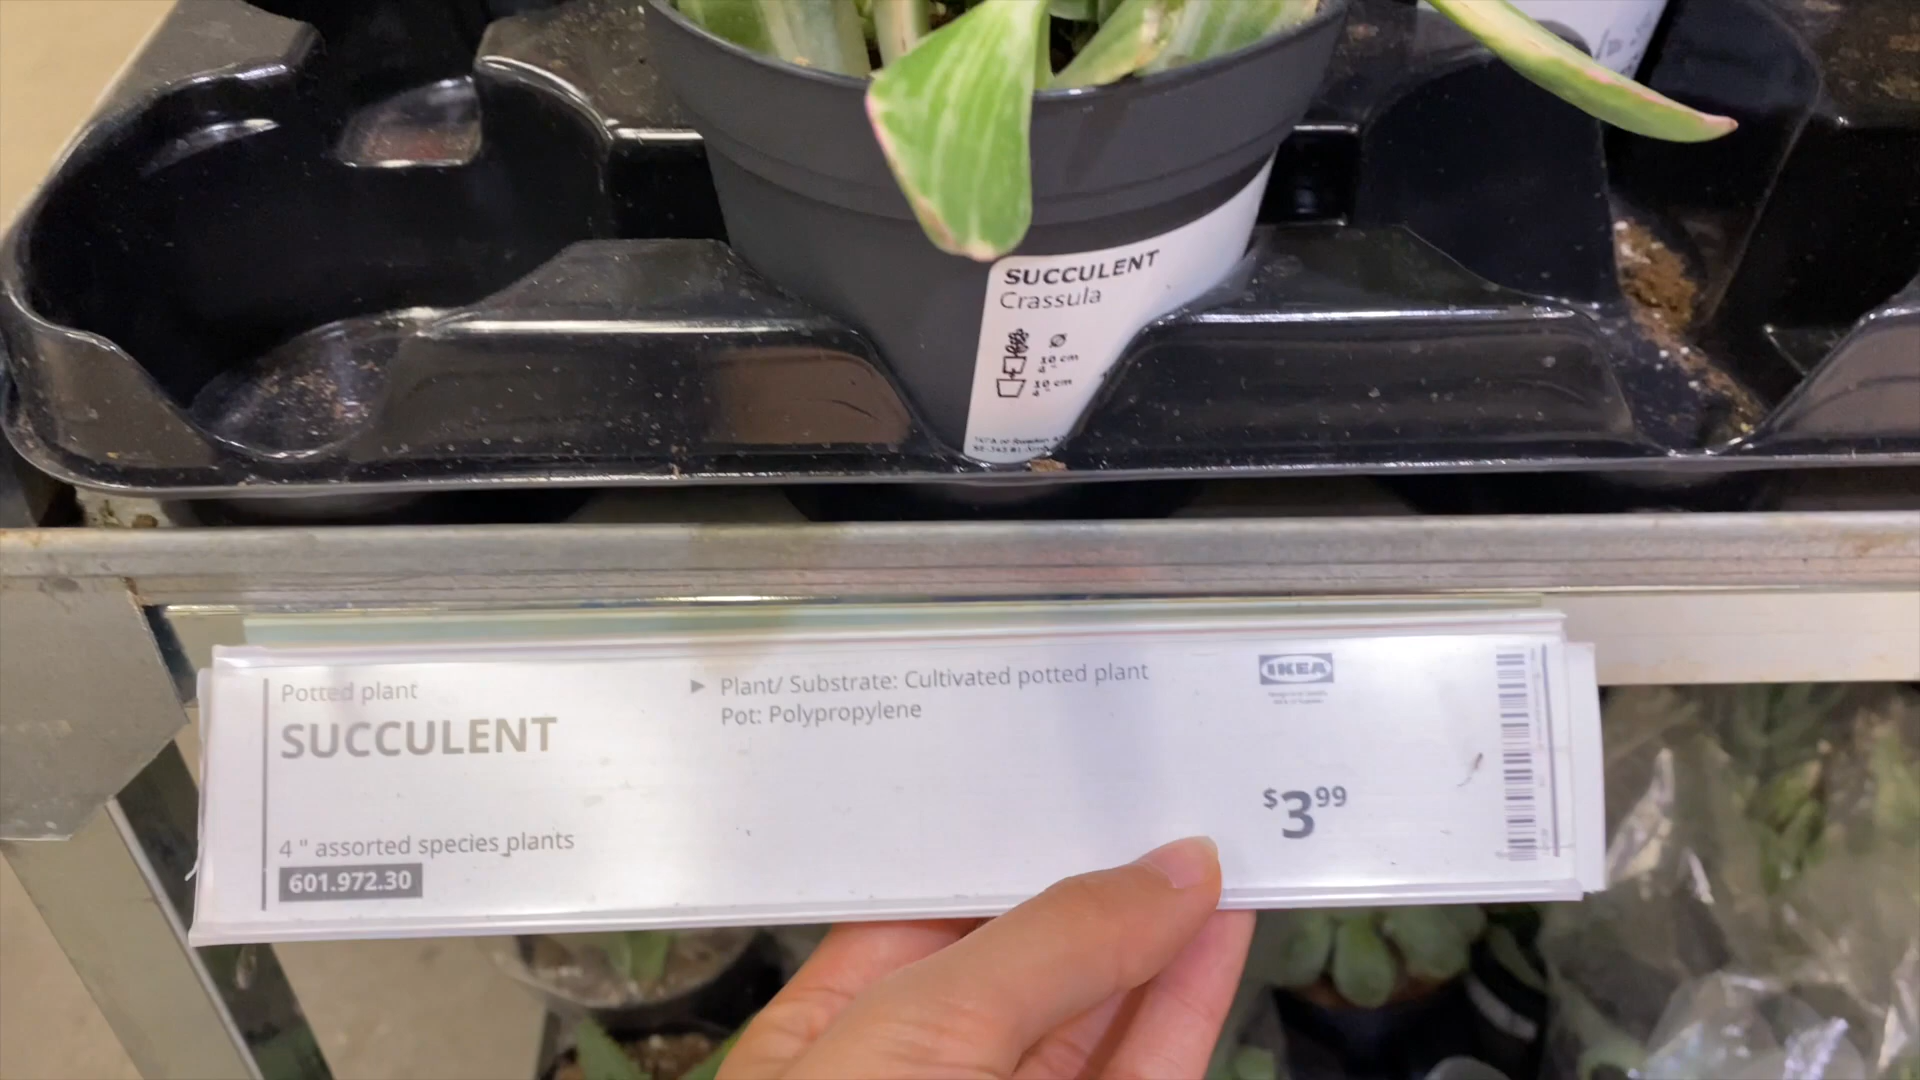 SUCCULENT
Crassula
10 cm
4"
10 cm
4"
Potted plant
SUCCULENT
4 " assorted species plants
601.972.30
► Plant/ Substrate: Cultivated potted plant
Pot: Polypropylene
IKEA
$3 99